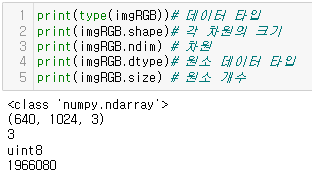 1 print(type(imgRGB))# 데이터 타입
2 print(imgRGB.shape)# 각 차원의 크기
3 print(imgRGB.ndim) # 차원
4 print(imgRGB.dtype)# 원소 데이터 타입
5 print(imgRGB.size) # 원소 개수
<class 'numpy.ndarray'>
(640, 1024, 3)
3
uint8
1966080